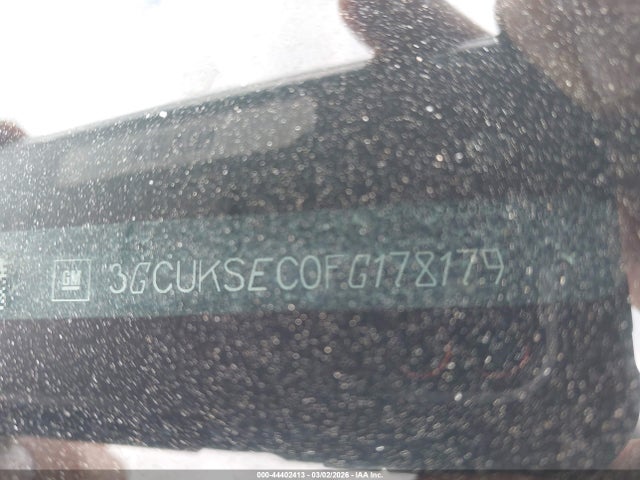 GM 3GCUKSEC0FG178179
000-44402413 - 03/02/2026 - IAA Inc.